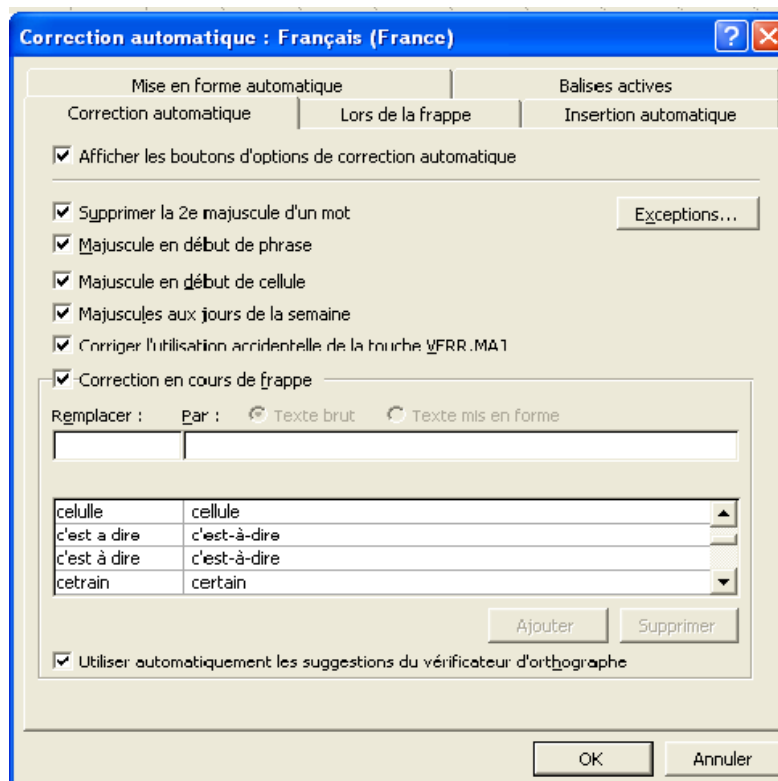 Correction automatique : Français (France)
Mise en forme automatique Balises actives
Correction automatique Lors de la frappe Insertion automatique
Afficher les boutons d'options de correction automatique
Supprimer la 2e majuscule d'un mot Exceptions...
Majuscule en début de phrase
Majuscule en début de cellule
Majuscules aux jours de la semaine
Corriger l'utilisation accidentelle de la touche VERR.MAJ
Correction en cours de frappe
Remplacer : Par : Texte brut Texte mis en forme
celulle cellule
c'est a dire c'est-à-dire
c'est à dire c'est-à-dire
cetrain certain
Ajouter Supprimer
Utiliser automatiquement les suggestions du vérificateur d'orthographe
OK Annuler